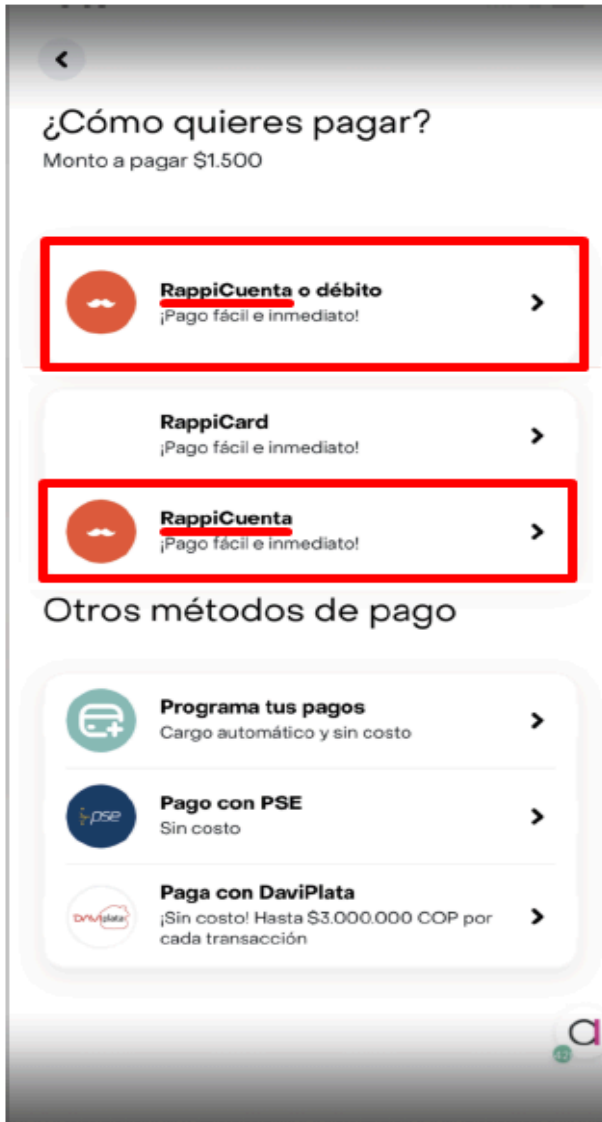 ¿Cómo quieres pagar?
Monto a pagar $1.500
RappiCuenta o débito
¡Pago fácil e inmediato!
RappiCard
¡Pago fácil e inmediato!
RappiCuenta
¡Pago fácil e inmediato!
Otros métodos de pago
Programa tus pagos
Cargo automático y sin costo
pse
Pago con PSE
Sin costo
DAVIplata
Paga con DaviPlata
¡Sin costo! Hasta $3.000.000 COP por
cada transacción
a